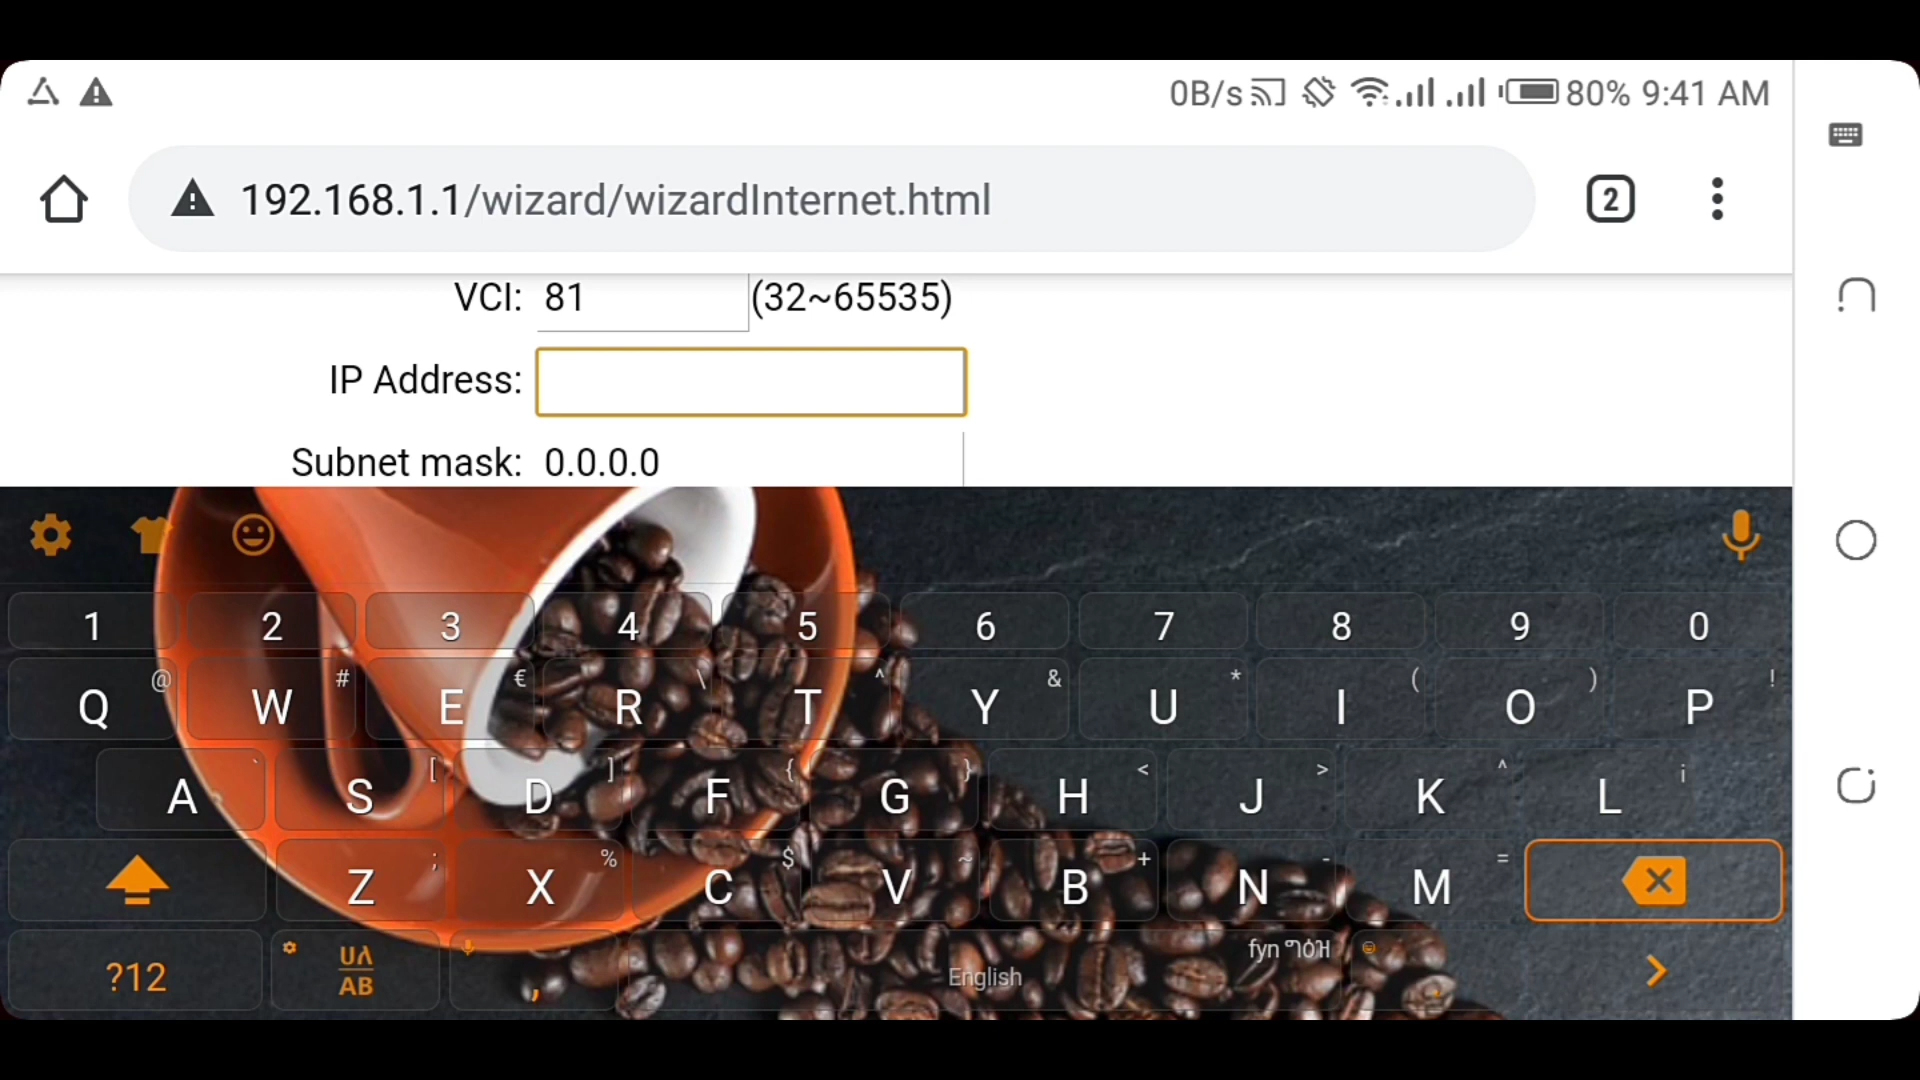 0B/s 80% 9:41 AM
192.168.1.1/wizard/wizardInternet.html 2
VCI: 81 (32~65535)
IP Address:
Subnet mask: 0.0.0.0
1 2 3 4 5 6 7 8 9 0
@ # € \ ^ & * ( ) !
Q W E R T Y U I O P
` [ ] { } < > ^ ¡
A S D F G H J K L
; % $ ~ + - =
Z X C V B N M
?12 , English .
AB